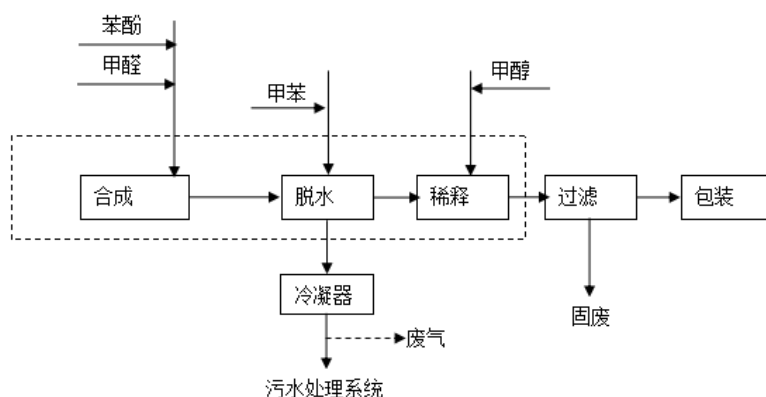 苯酚
甲醛
甲苯
甲醇
合成
脱水
稀释
过滤
包装
冷凝器
固废
废气
污水处理系统